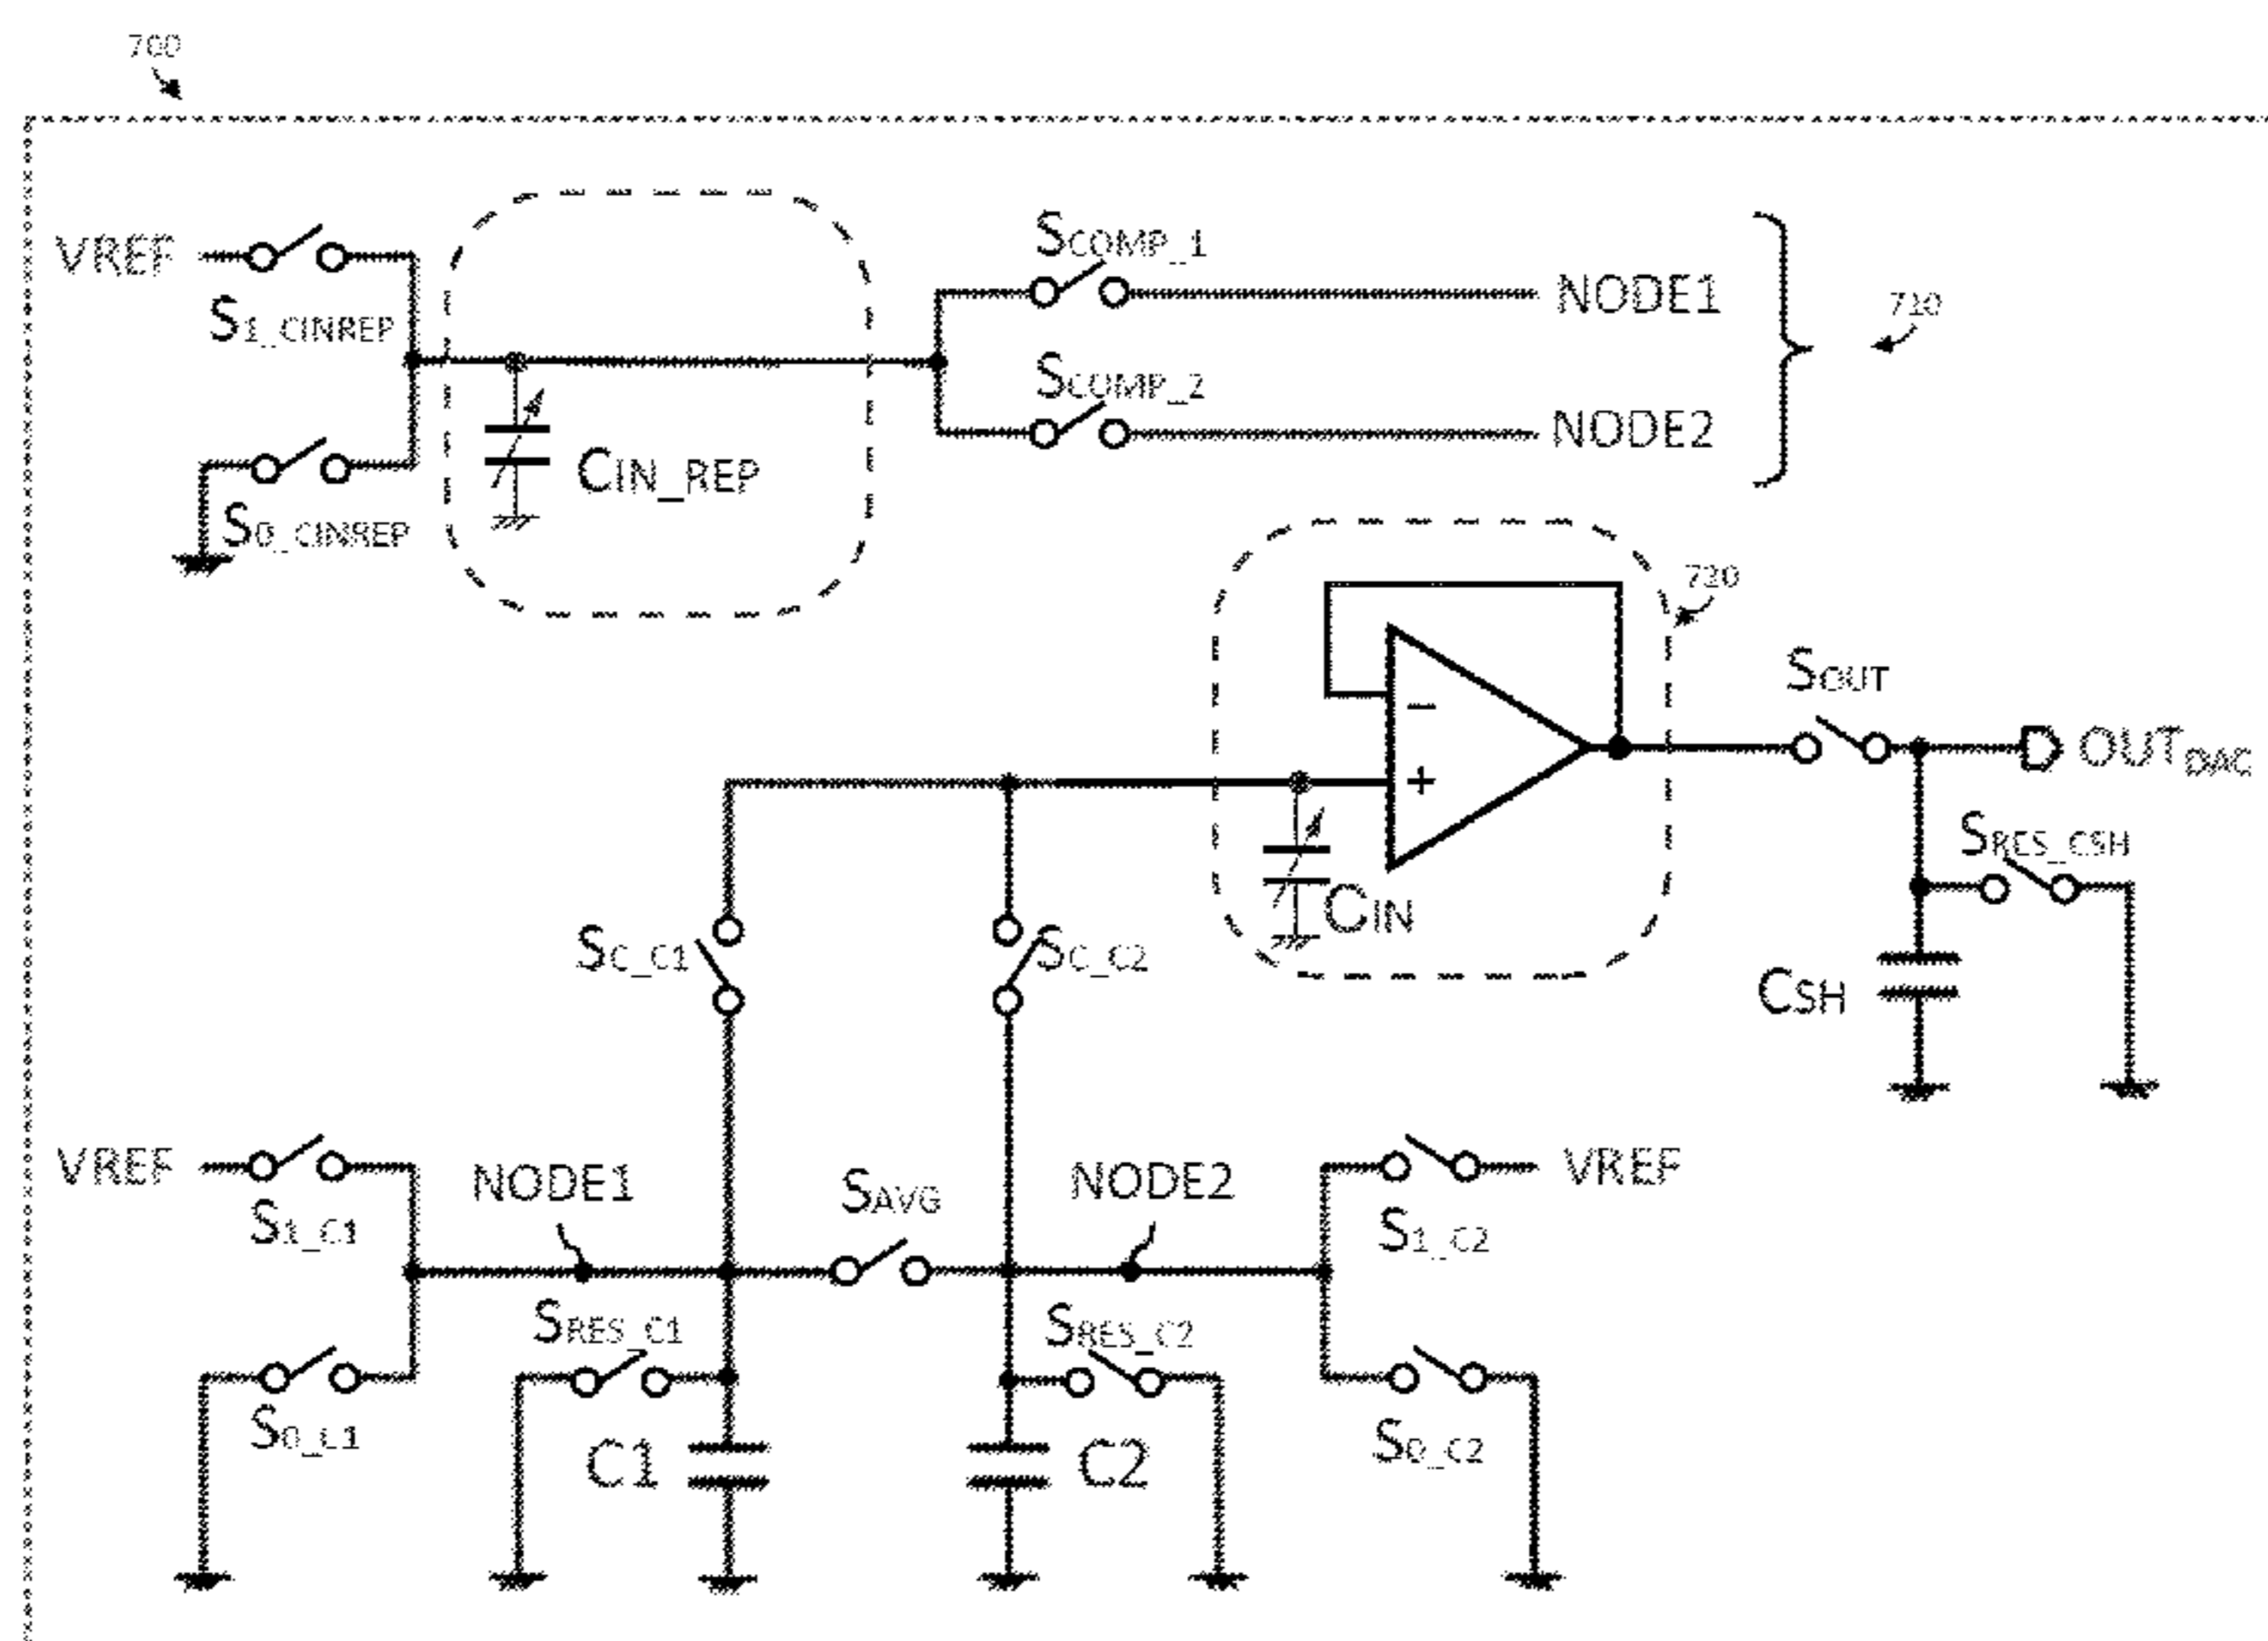 700
VREF
S1_CINREP
S0_CINREP
CIN_REP
SCOMP_1
NODE1
SCOMP_2
NODE2
710
720
−
+
CIN
SOUT
OUTDAC
SRES_CSH
CSH
SC_C1
SC_C2
VREF
S1_C1
NODE1
SAVG
NODE2
S1_C2
VREF
S0_C1
SRES_C1
SRES_C2
S0_C2
C1
C2